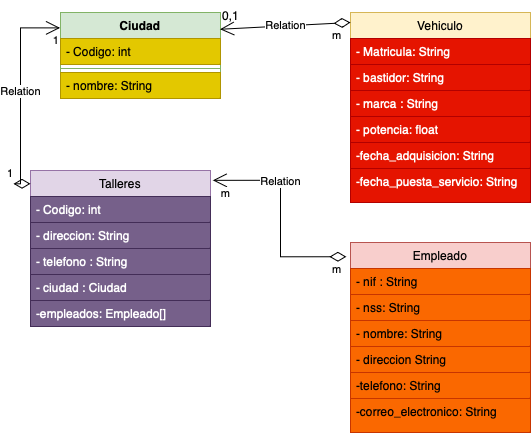 Ciudad
- Codigo: int
- nombre: String
0,1
1
Relation
m
Vehiculo
- Matricula: String
- bastidor: String
- marca : String
- potencia: float
-fecha_adquisicion: String
-fecha_puesta_servicio: String
Relation
1
Talleres
- Codigo: int
- direccion: String
- telefono : String
- ciudad : Ciudad
-empleados: Empleado[]
m
Relation
m
Empleado
- nif : String
- nss: String
- nombre: String
- direccion String
-telefono: String
-correo_electronico: String